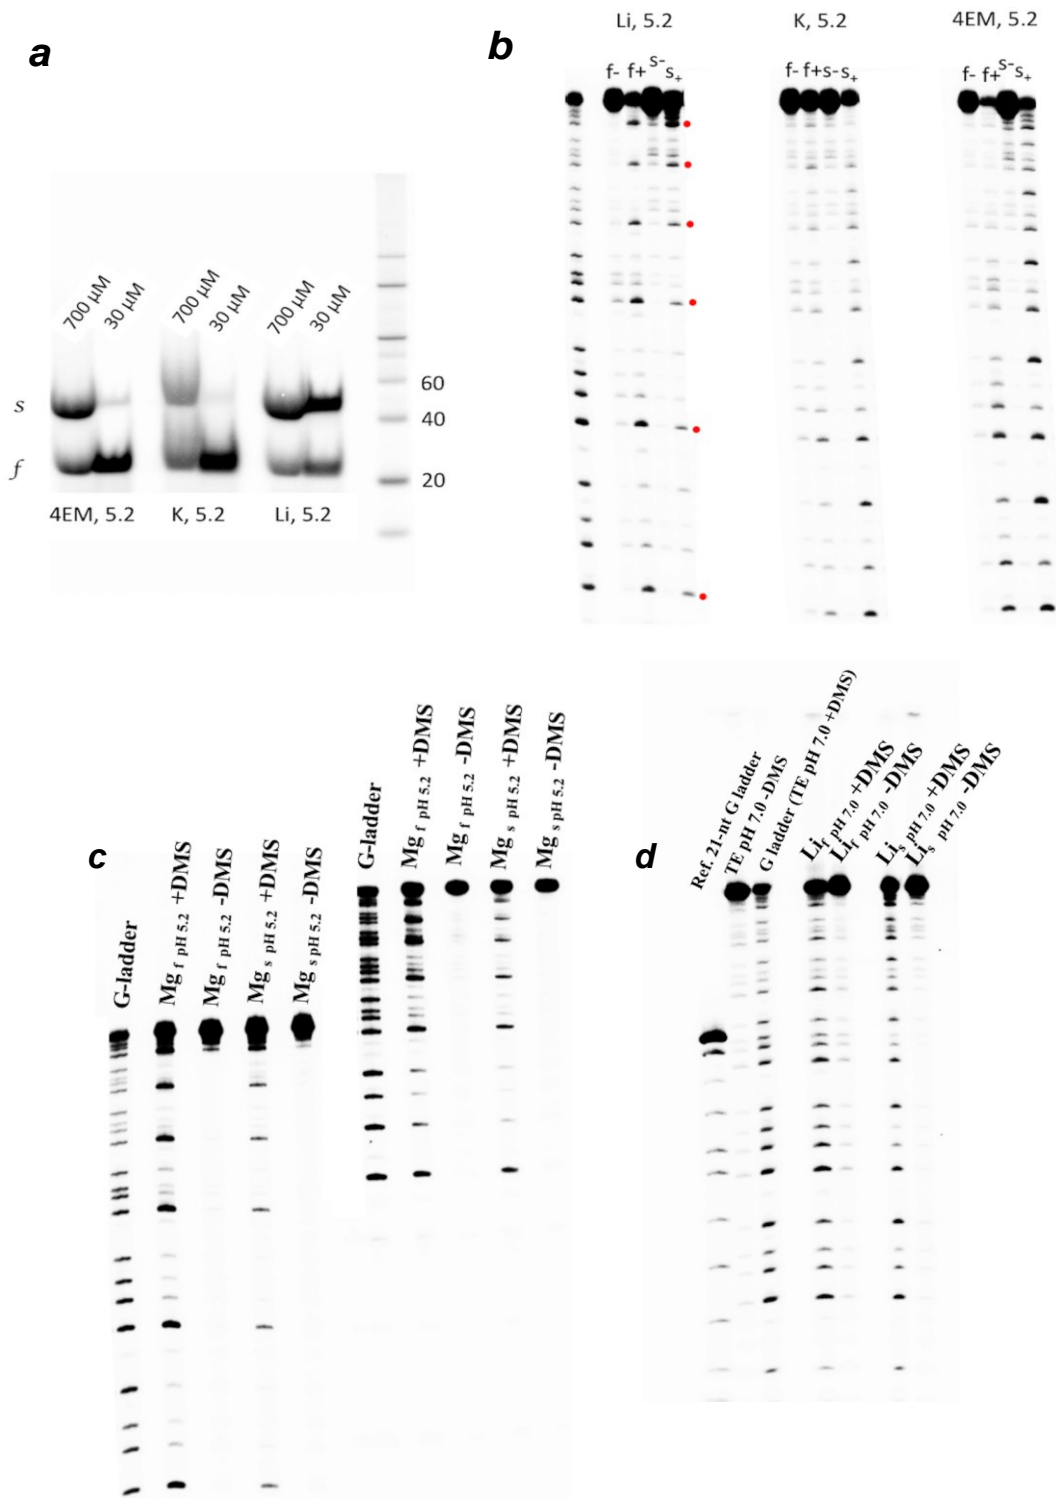 a
700 μM 30 μM 700 μM 30 μM 700 μM 30 μM
s
f
60
40
20
4EM, 5.2 K, 5.2 Li, 5.2
b
Li, 5.2 K, 5.2 4EM, 5.2
f- f+ s- s+ f- f+ s- s+ f- f+ s- s+
c
G-ladder
Mg f pH 5.2 +DMS
Mg f pH 5.2 -DMS
Mg s pH 5.2 +DMS
Mg s pH 5.2 -DMS
G-ladder
Mg f pH 5.2 +DMS
Mg f pH 5.2 -DMS
Mg s pH 5.2 +DMS
Mg s pH 5.2 -DMS
d
Ref. 21-nt G ladder
TE pH 7.0 -DMS
G ladder (TE pH 7.0 +DMS)
Li f pH 7.0 +DMS
Li f pH 7.0 -DMS
Li s pH 7.0 +DMS
Li s pH 7.0 -DMS